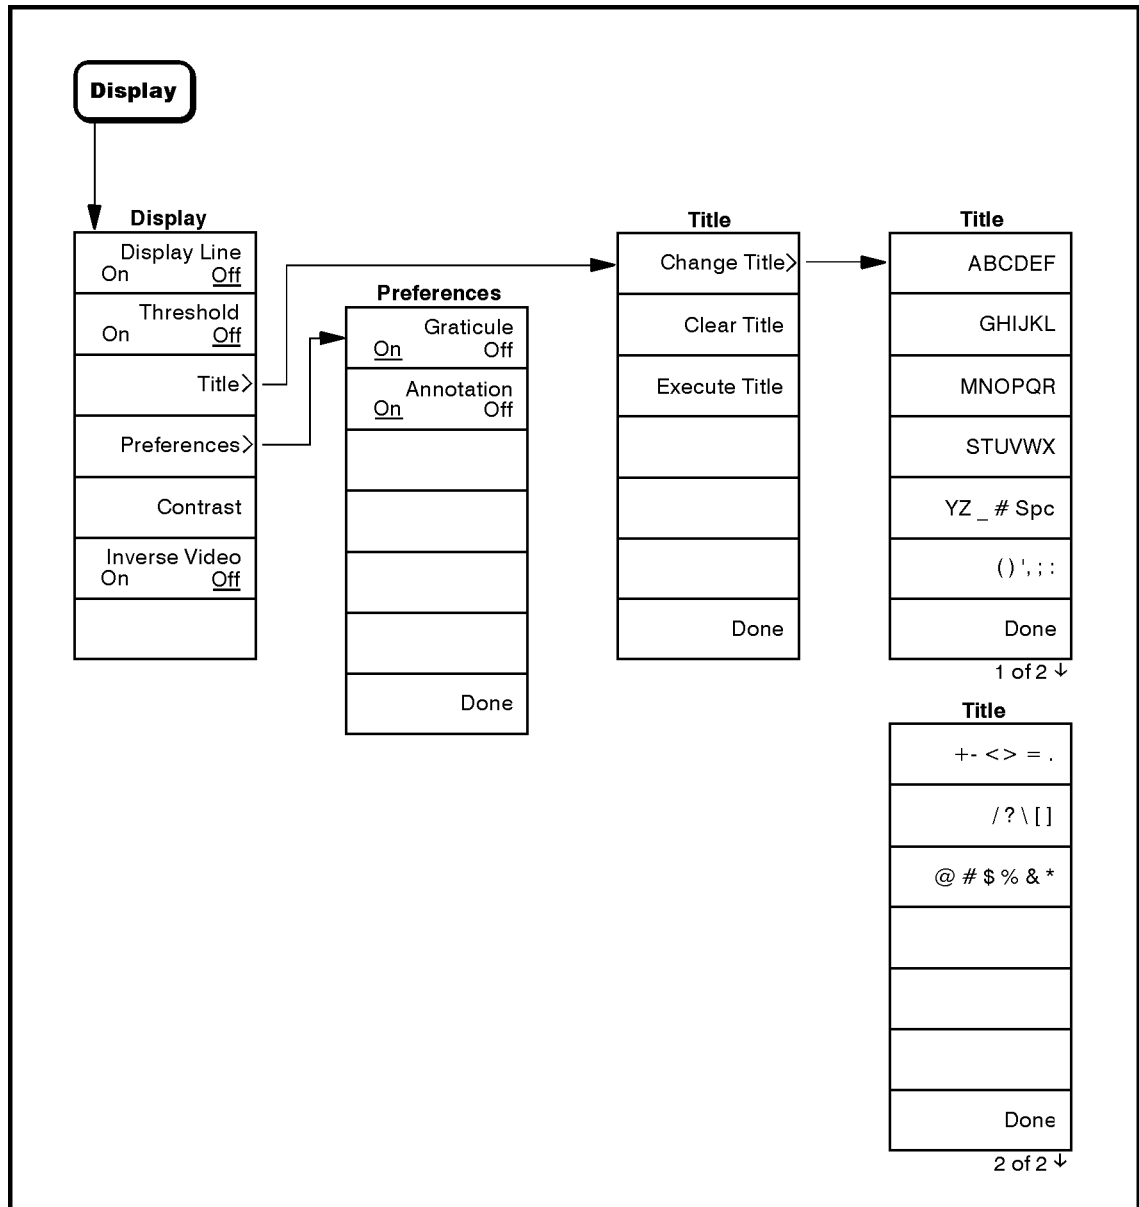 Display
Display
Display Line
On Off
Threshold
On Off
Title>
Preferences>
Contrast
Inverse Video
On Off
Preferences
Graticule
On Off
Annotation
On Off
Done
Title
Change Title>
Clear Title
Execute Title
Done
Title
ABCDEF
GHIJKL
MNOPQR
STUVWX
YZ _ # Spc
( ) ' , ; :
Done
1 of 2 ↓
Title
+- < > = .
/ ? \ [ ]
@ # $ % & *
Done
2 of 2 ↓